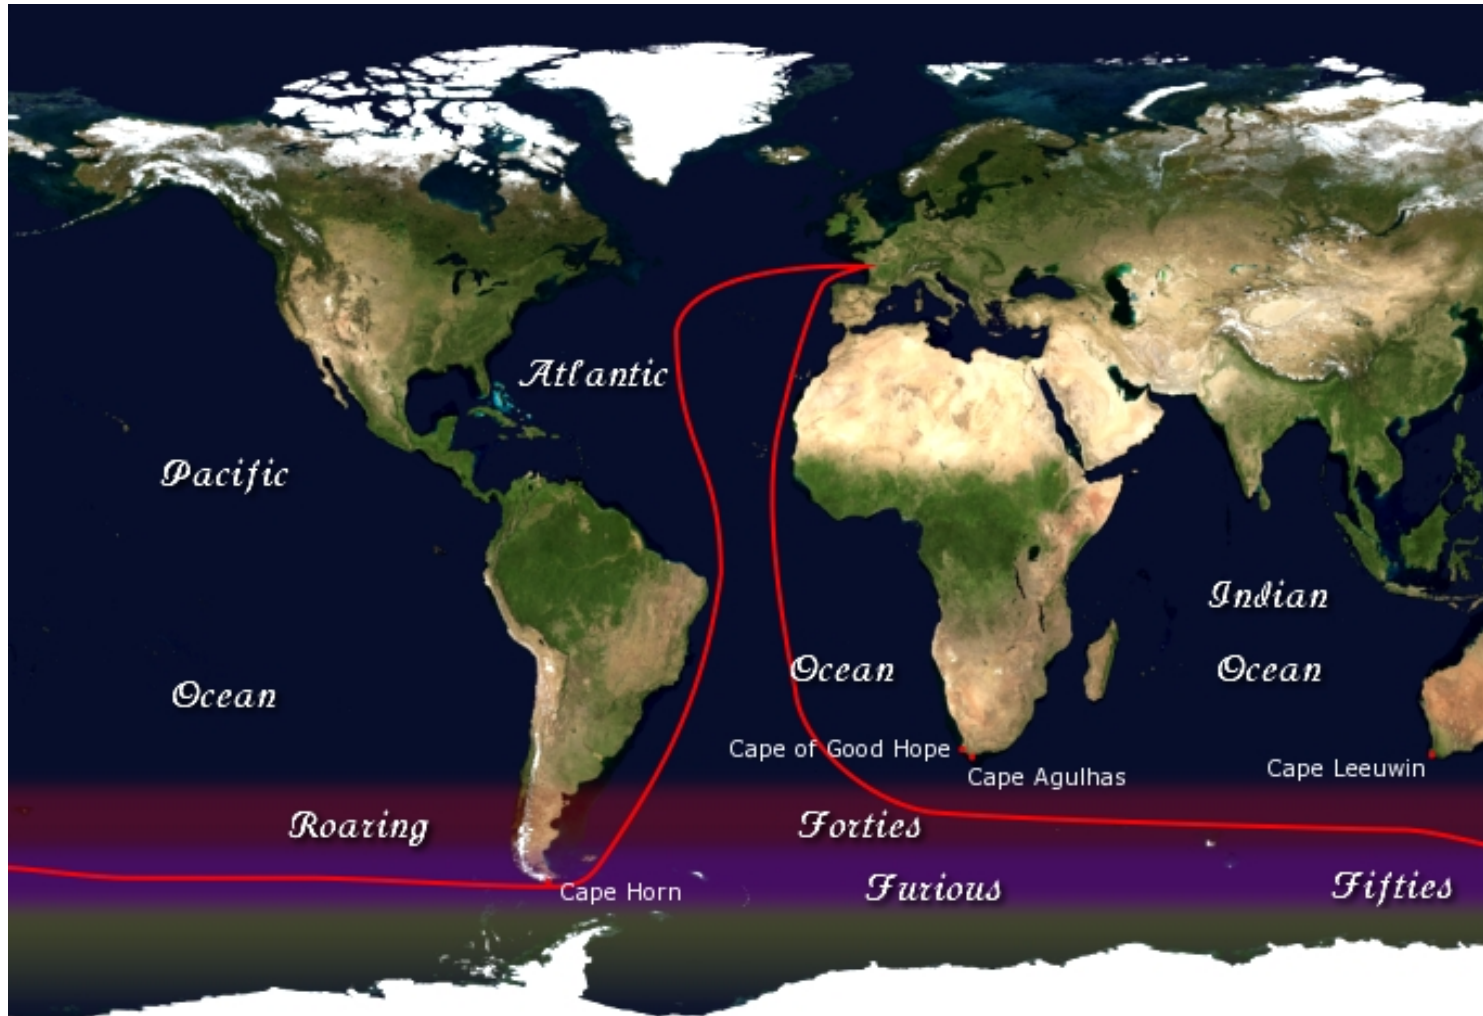 Atlantic
Pacific
Indian
Ocean
Ocean
Ocean
Cape of Good Hope
Cape Agulhas
Cape Leeuwin
Roaring
Forties
Furious
Fifties
Cape Horn